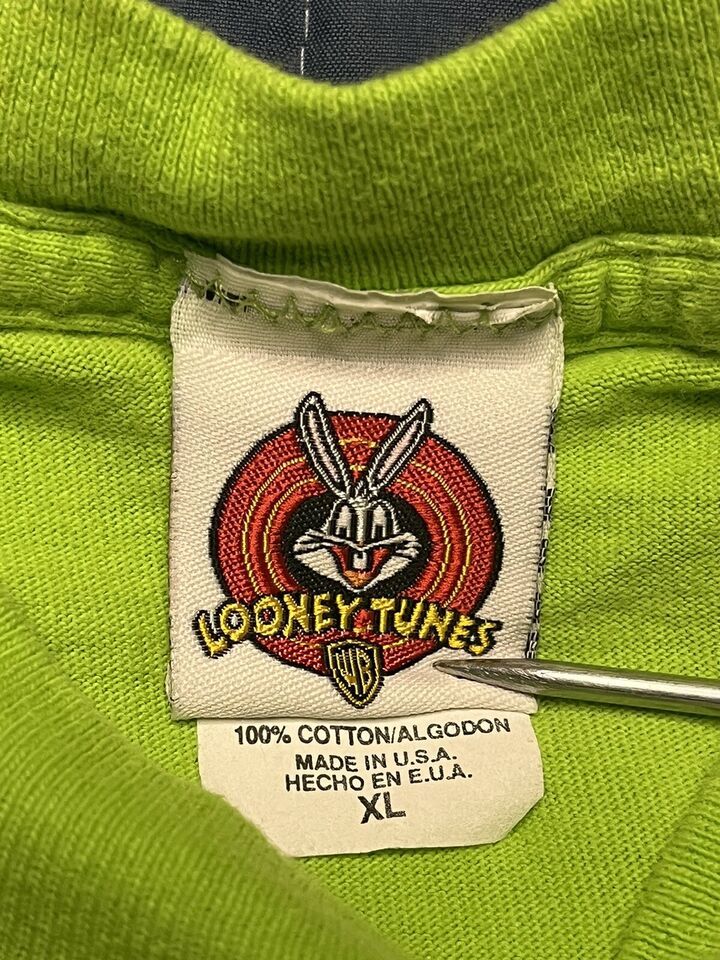 LOONEY TUNES
WB
100% COTTON/ALGODON
MADE IN U.S.A.
HECHO EN E.U.A.
XL